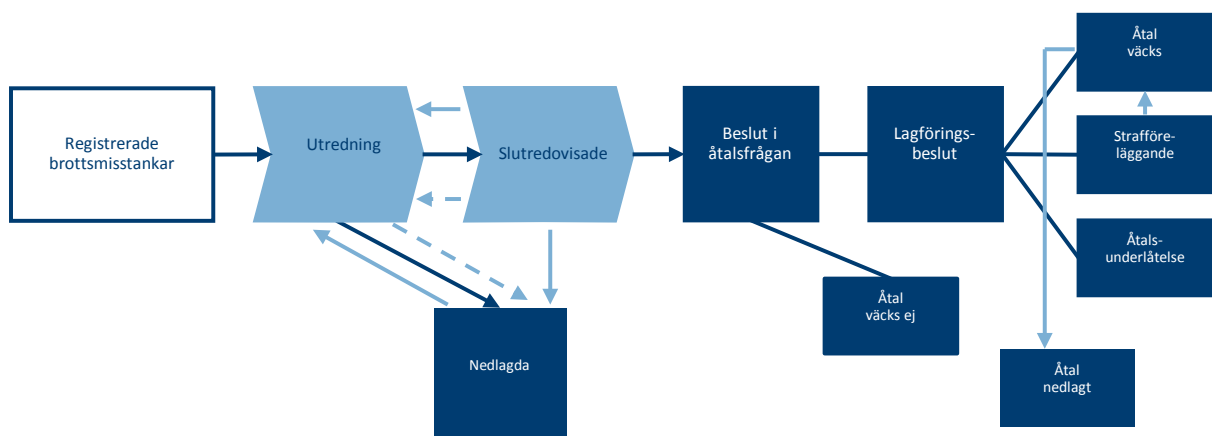 Registrerade
brottsmisstankar
Utredning
Slutredovisade
Nedlagda
Beslut i
åtalsfrågan
Åtal
väcks ej
Lagförings-
beslut
Åtal
väcks
Strafföre-
läggande
Åtals-
underlåtelse
Åtal
nedlagt